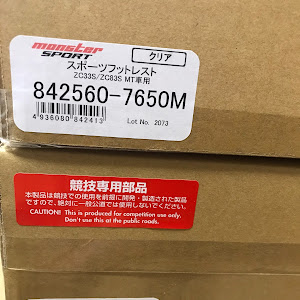 monster
SPORT
クリア
スポーツフットレスト
ZC33S/ZC83S MT車用
842560-7650M
4 936080 842413
Lot No. 2073
競技専用部品
本製品は競技での使用を前提に開発・製造された製品
ですので、絶対に一般公道では使用しないでください。
CAUTION! This is produced for competition use only.
Don't use this at the public roads.